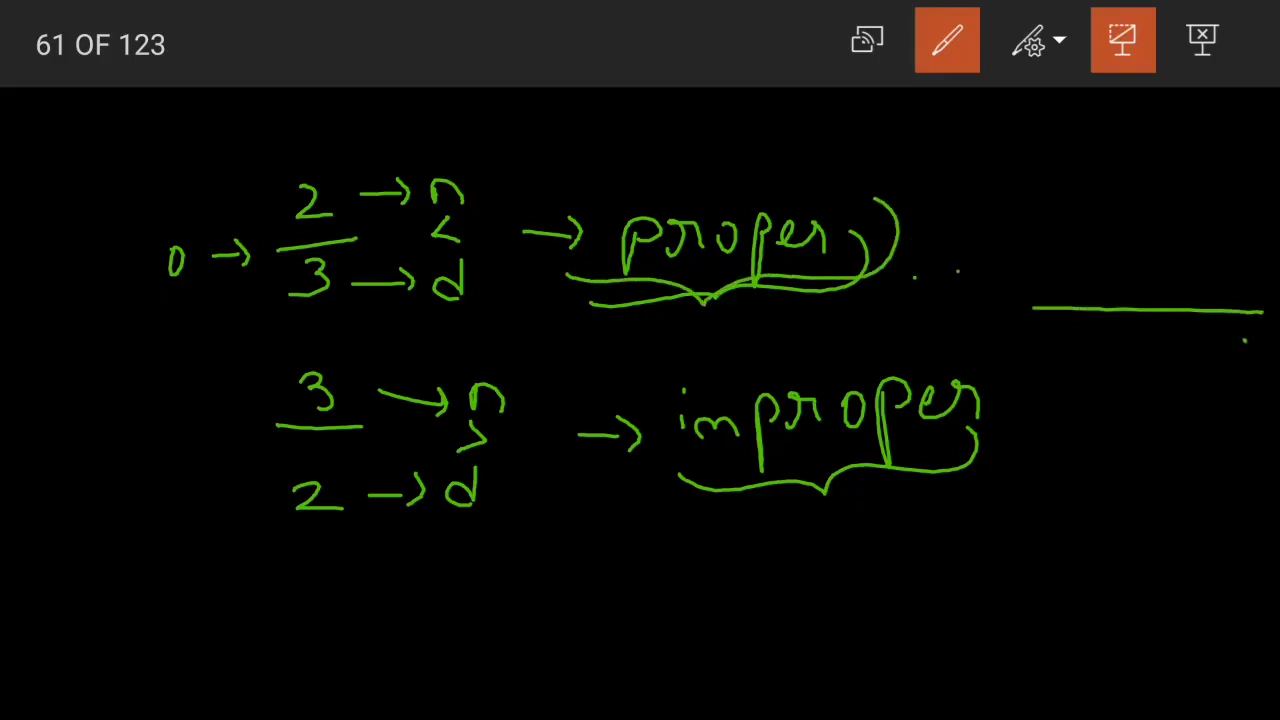 61 OF 123
2 → n
0 → < → proper
3 → d
3 → n
> → improper
2 → d